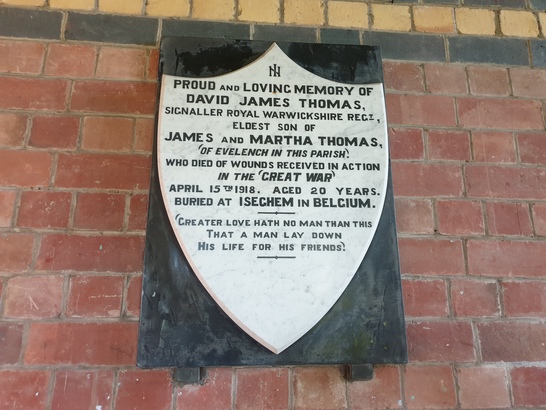 IHS
PROUD AND LOVING MEMORY OF
DAVID JAMES THOMAS,
SIGNALLER ROYAL WARWICKSHIRE REGT,
ELDEST SON OF
JAMES AND MARTHA THOMAS,
(OF EVELENCH IN THIS PARISH)
WHO DIED OF WOUNDS RECEIVED IN ACTION
IN THE 'GREAT WAR'
APRIL 15TH 1918. AGED 20 YEARS.
BURIED AT ISEGHEM IN BELGIUM.
'GREATER LOVE HATH NO MAN THAN THIS
THAT A MAN LAY DOWN
HIS LIFE FOR HIS FRIENDS.'